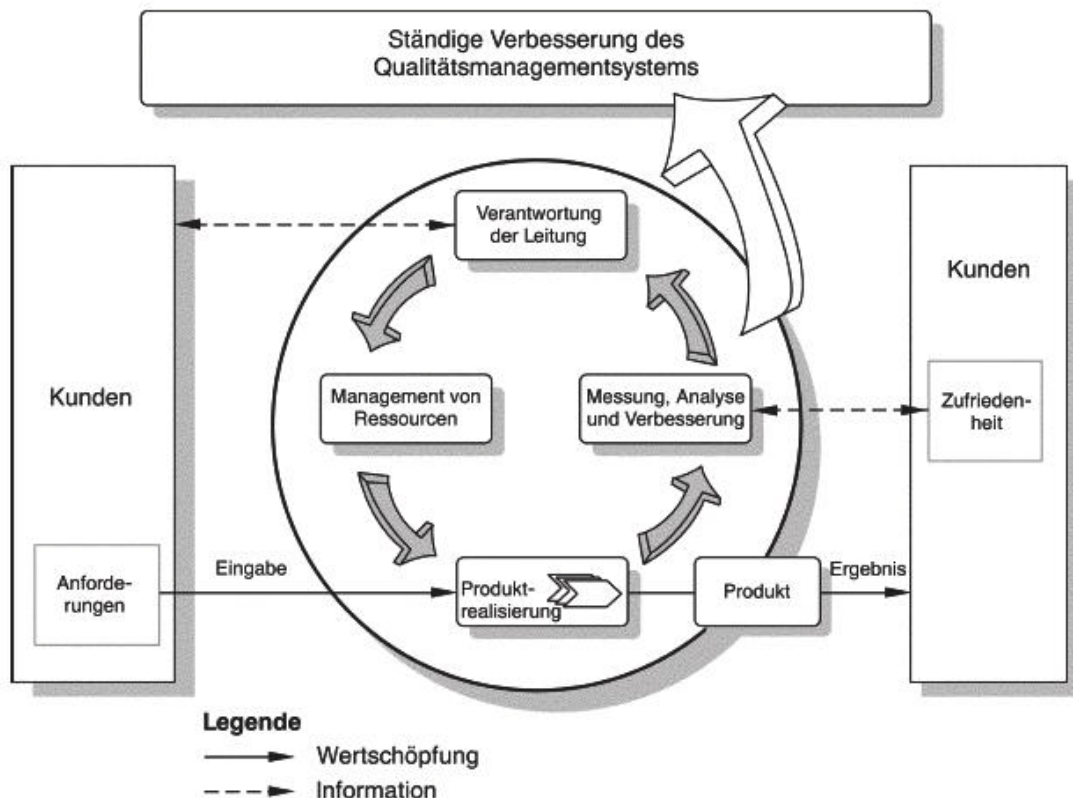 Ständige Verbesserung des
Qualitätsmanagementsystems
Verantwortung
der Leitung
Kunden
Kunden
Management von
Ressourcen
Messung, Analyse
und Verbesserung
Zufrieden-
heit
Anforde-
rungen
Eingabe
Produkt-
realisierung
Produkt
Ergebnis
Legende
Wertschöpfung
Information